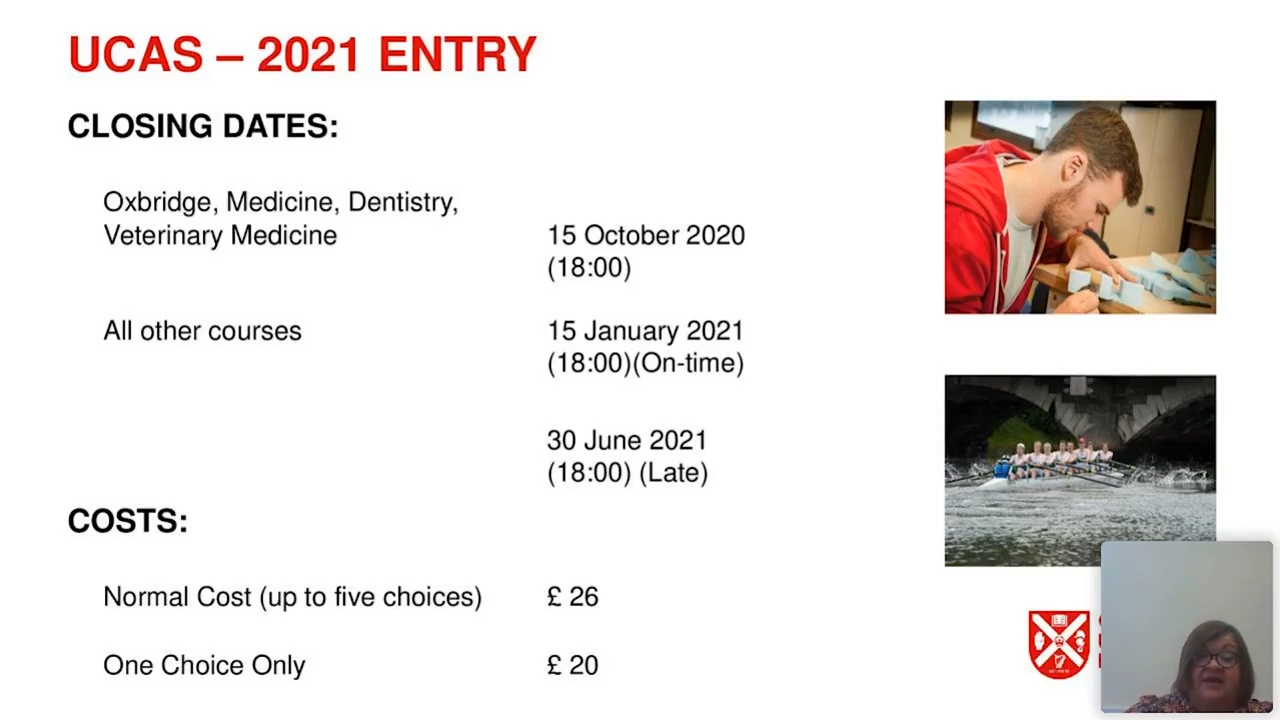 UCAS – 2021 ENTRY
CLOSING DATES:
Oxbridge, Medicine, Dentistry,
Veterinary Medicine
15 October 2020
(18:00)
All other courses
15 January 2021
(18:00)(On-time)
30 June 2021
(18:00) (Late)
COSTS:
Normal Cost (up to five choices)
£ 26
One Choice Only
£ 20